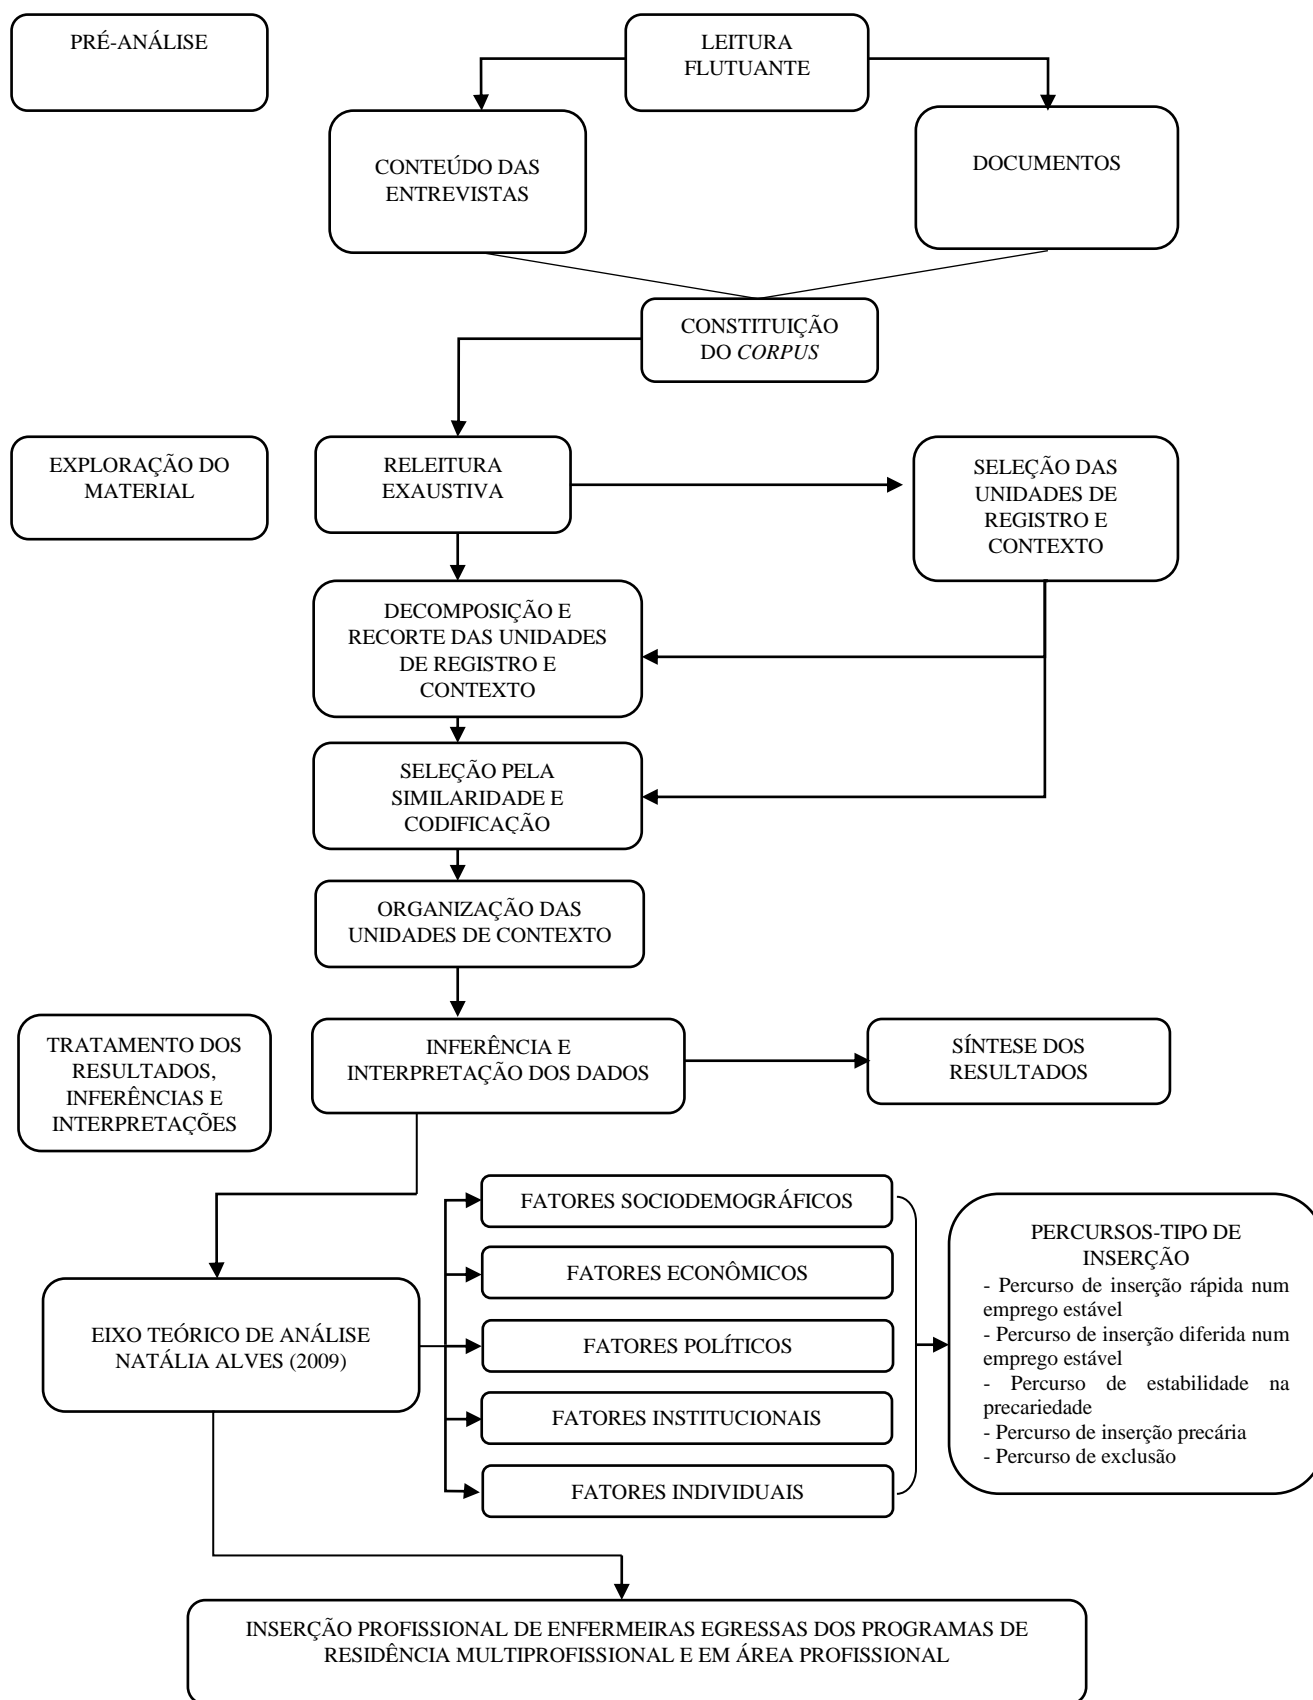 PRÉ-ANÁLISE
LEITURA
FLUTUANTE
CONTEÚDO DAS
ENTREVISTAS
DOCUMENTOS
CONSTITUIÇÃO
DO CORPUS
EXPLORAÇÃO DO
MATERIAL
RELEITURA
EXAUSTIVA
SELEÇÃO DAS
UNIDADES DE
REGISTRO E
CONTEXTO
DECOMPOSIÇÃO E
RECORTE DAS UNIDADES
DE REGISTRO E
CONTEXTO
SELEÇÃO PELA
SIMILARIDADE E
CODIFICAÇÃO
ORGANIZAÇÃO DAS
UNIDADES DE CONTEXTO
TRATAMENTO DOS
RESULTADOS,
INFERÊNCIAS E
INTERPRETAÇÕES
INFERÊNCIA E
INTERPRETAÇÃO DOS DADOS
SÍNTESE DOS
RESULTADOS
EIXO TEÓRICO DE ANÁLISE
NATÁLIA ALVES (2009)
FATORES SOCIODEMOGRÁFICOS
FATORES ECONÔMICOS
FATORES POLÍTICOS
FATORES INSTITUCIONAIS
FATORES INDIVIDUAIS
PERCURSOS-TIPO DE
INSERÇÃO
- Percurso de inserção rápida num
emprego estável
- Percurso de inserção diferida num
emprego estável
- Percurso de estabilidade na
precariedade
- Percurso de inserção precária
- Percurso de exclusão
INSERÇÃO PROFISSIONAL DE ENFERMEIRAS EGRESSAS DOS PROGRAMAS DE
RESIDÊNCIA MULTIPROFISSIONAL E EM ÁREA PROFISSIONAL